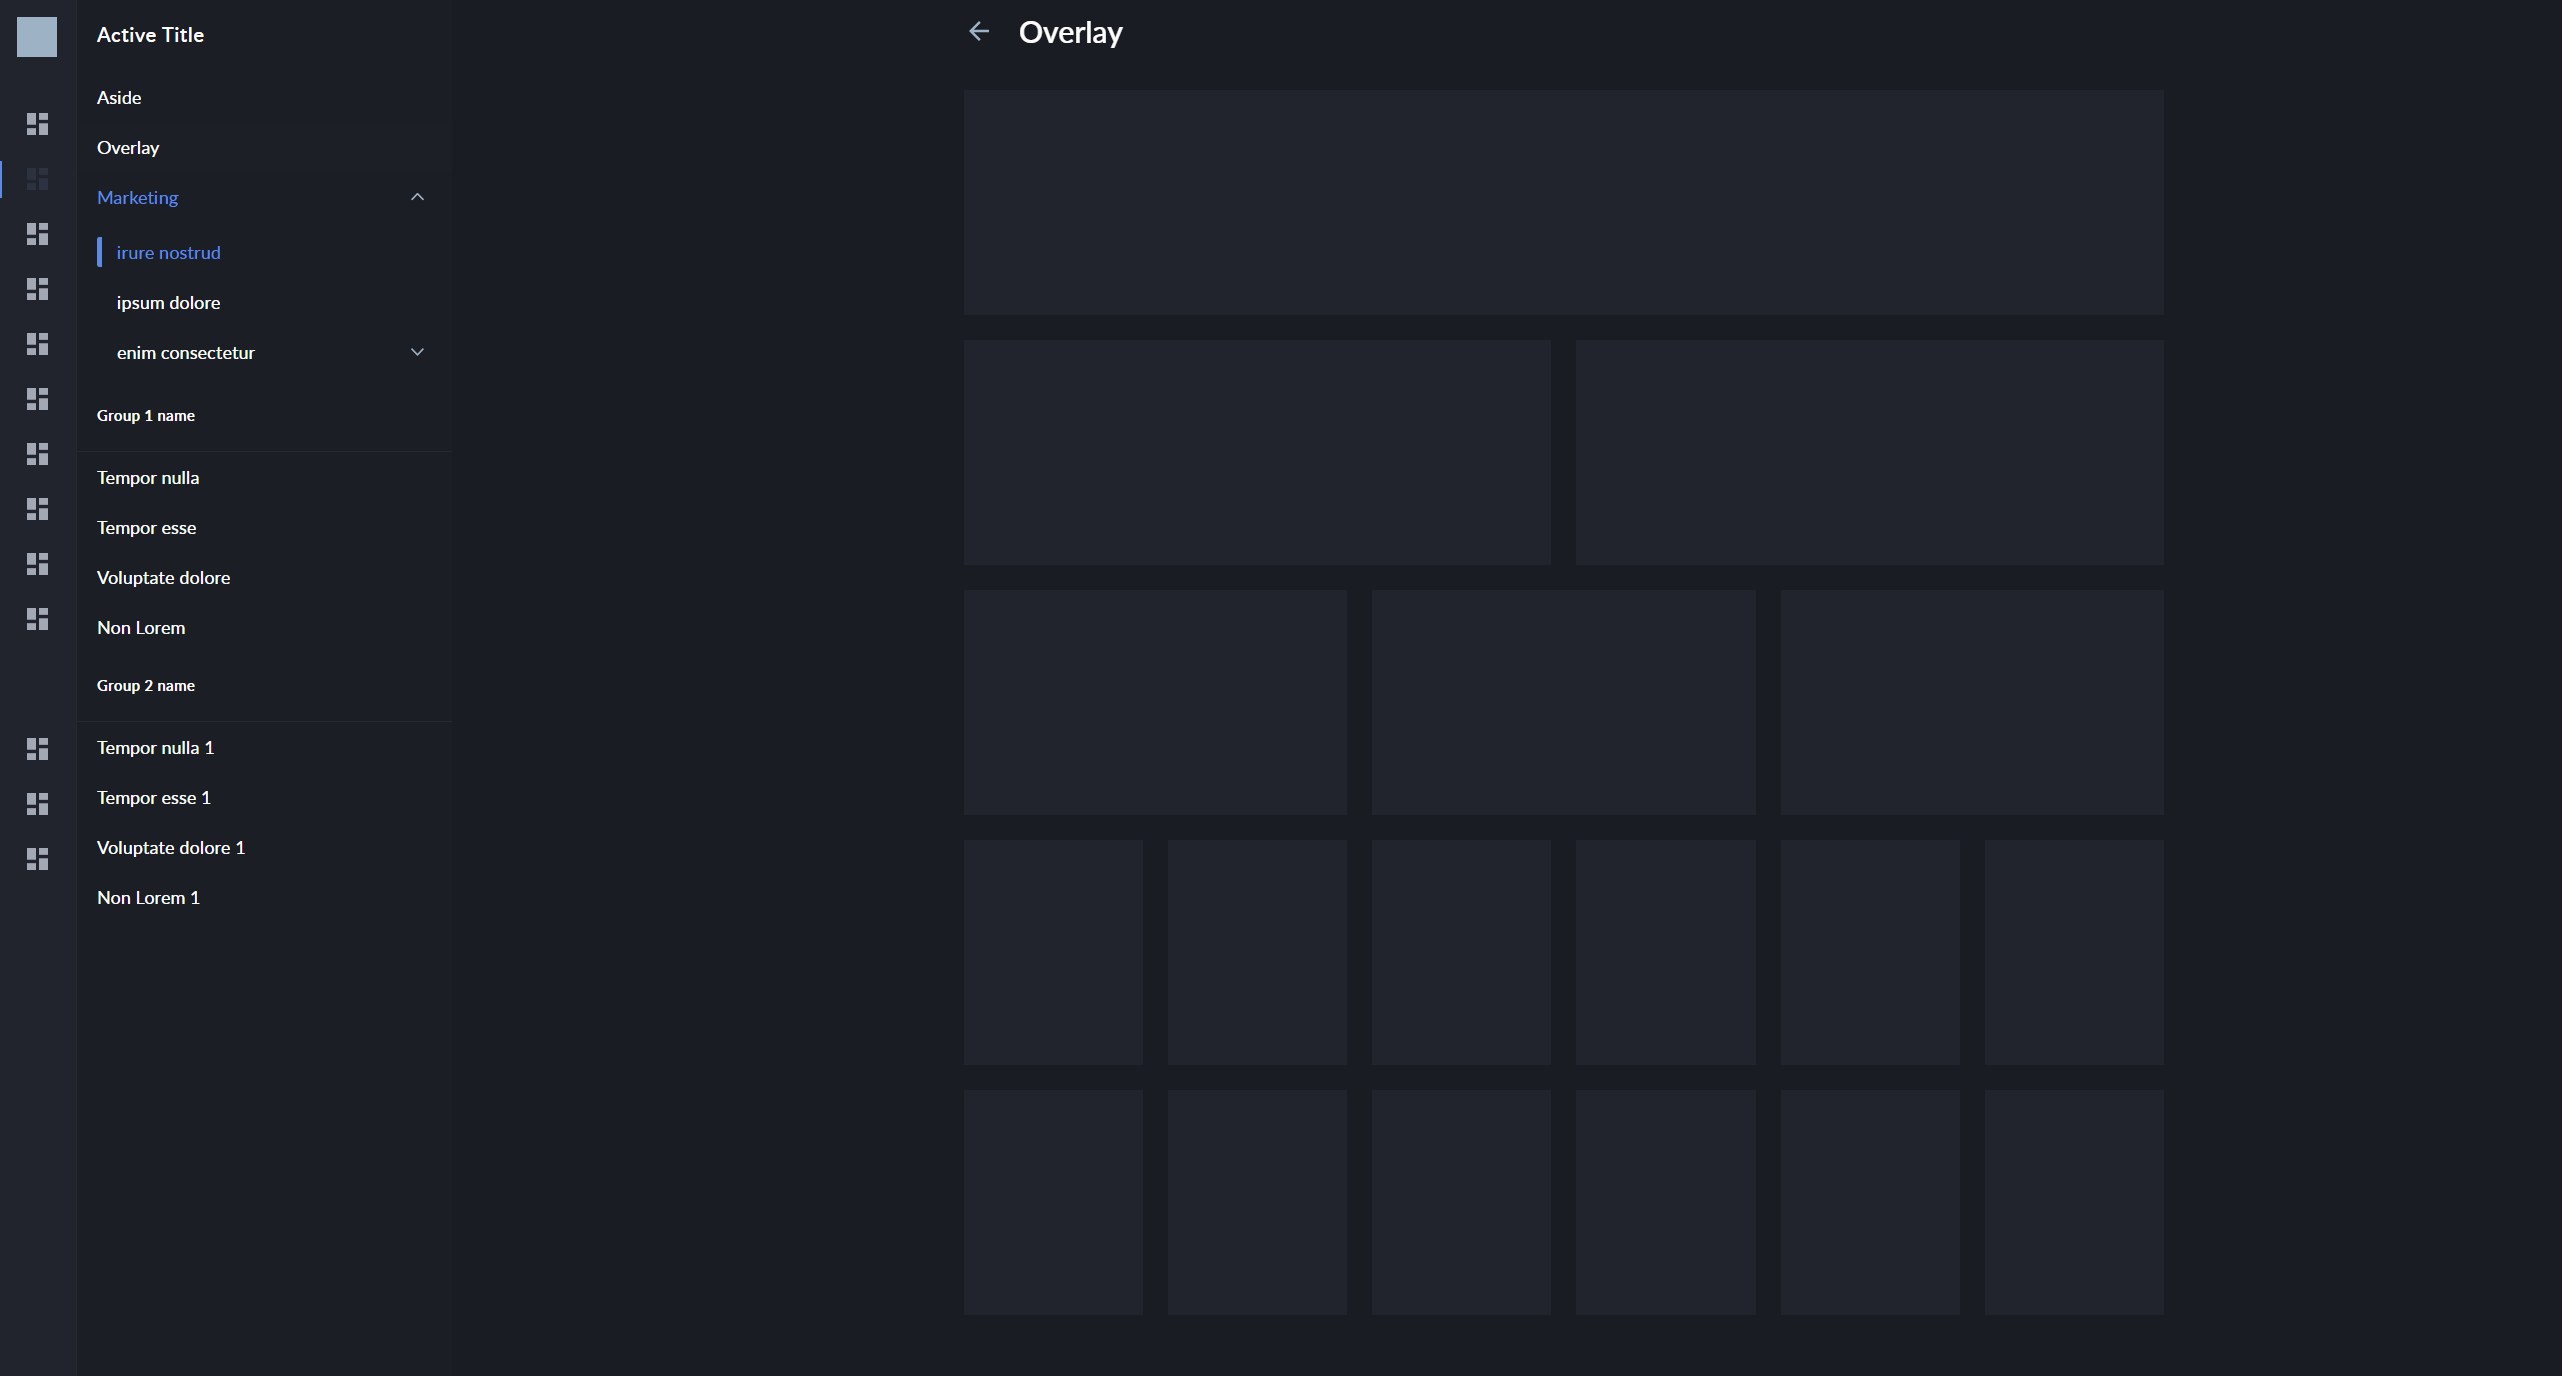 Active Title
Aside
Overlay
Marketing
irure nostrud
ipsum dolore
enim consectetur
Group 1 name
Tempor nulla
Tempor esse
Voluptate dolore
Non Lorem
Group 2 name
Tempor nulla 1
Tempor esse 1
Voluptate dolore 1
Non Lorem 1
Overlay